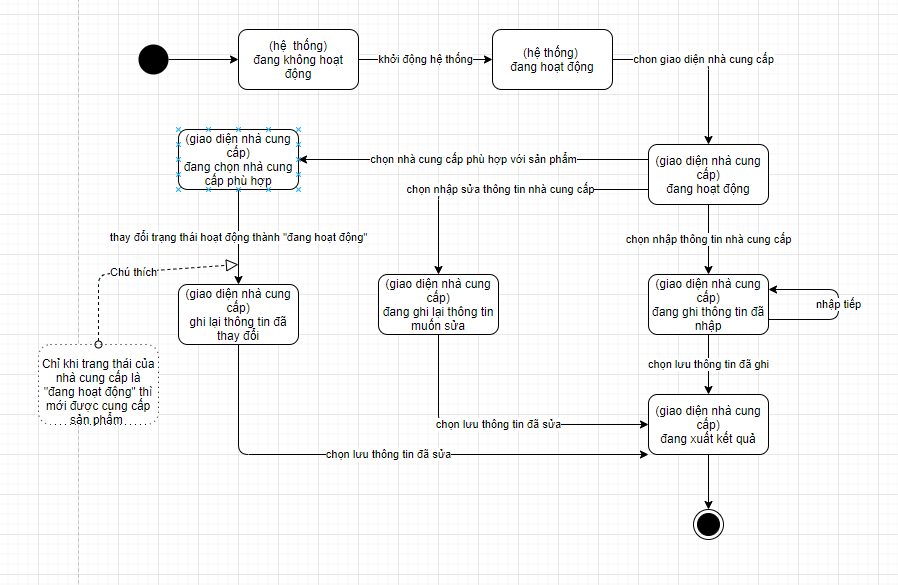 (hệ thống)
đang không hoạt
động
khởi động hệ thống
(hệ thống)
đang hoạt động
chon giao diện nhà cung cấp
(giao diện nhà cung
cấp)
đang chọn nhà cung
cấp phù hợp
chọn nhà cung cấp phù hợp với sản phẩm
(giao diện nhà cung
cấp)
đang hoạt động
chọn nhập sửa thông tin nhà cung cấp
thay đổi trạng thái hoạt động thành "đang hoạt động"
chọn nhập thông tin nhà cung cấp
Chú thích
(giao diện nhà cung
cấp)
ghi lại thông tin đã
thay đổi
(giao diện nhà cung
cấp)
đang ghi lại thông tin
muốn sửa
(giao diện nhà cung
cấp)
đang ghi thông tin đã
nhập
nhập tiếp
Chỉ khi trang thái của
nhà cung cấp là
"đang hoạt động" thì
mới được cung cấp
sản phẩm
chọn lưu thông tin đã ghi
chọn lưu thông tin đã sửa
(giao diện nhà cung
cấp)
đang xuất kết quả
chọn lưu thông tin đã sửa